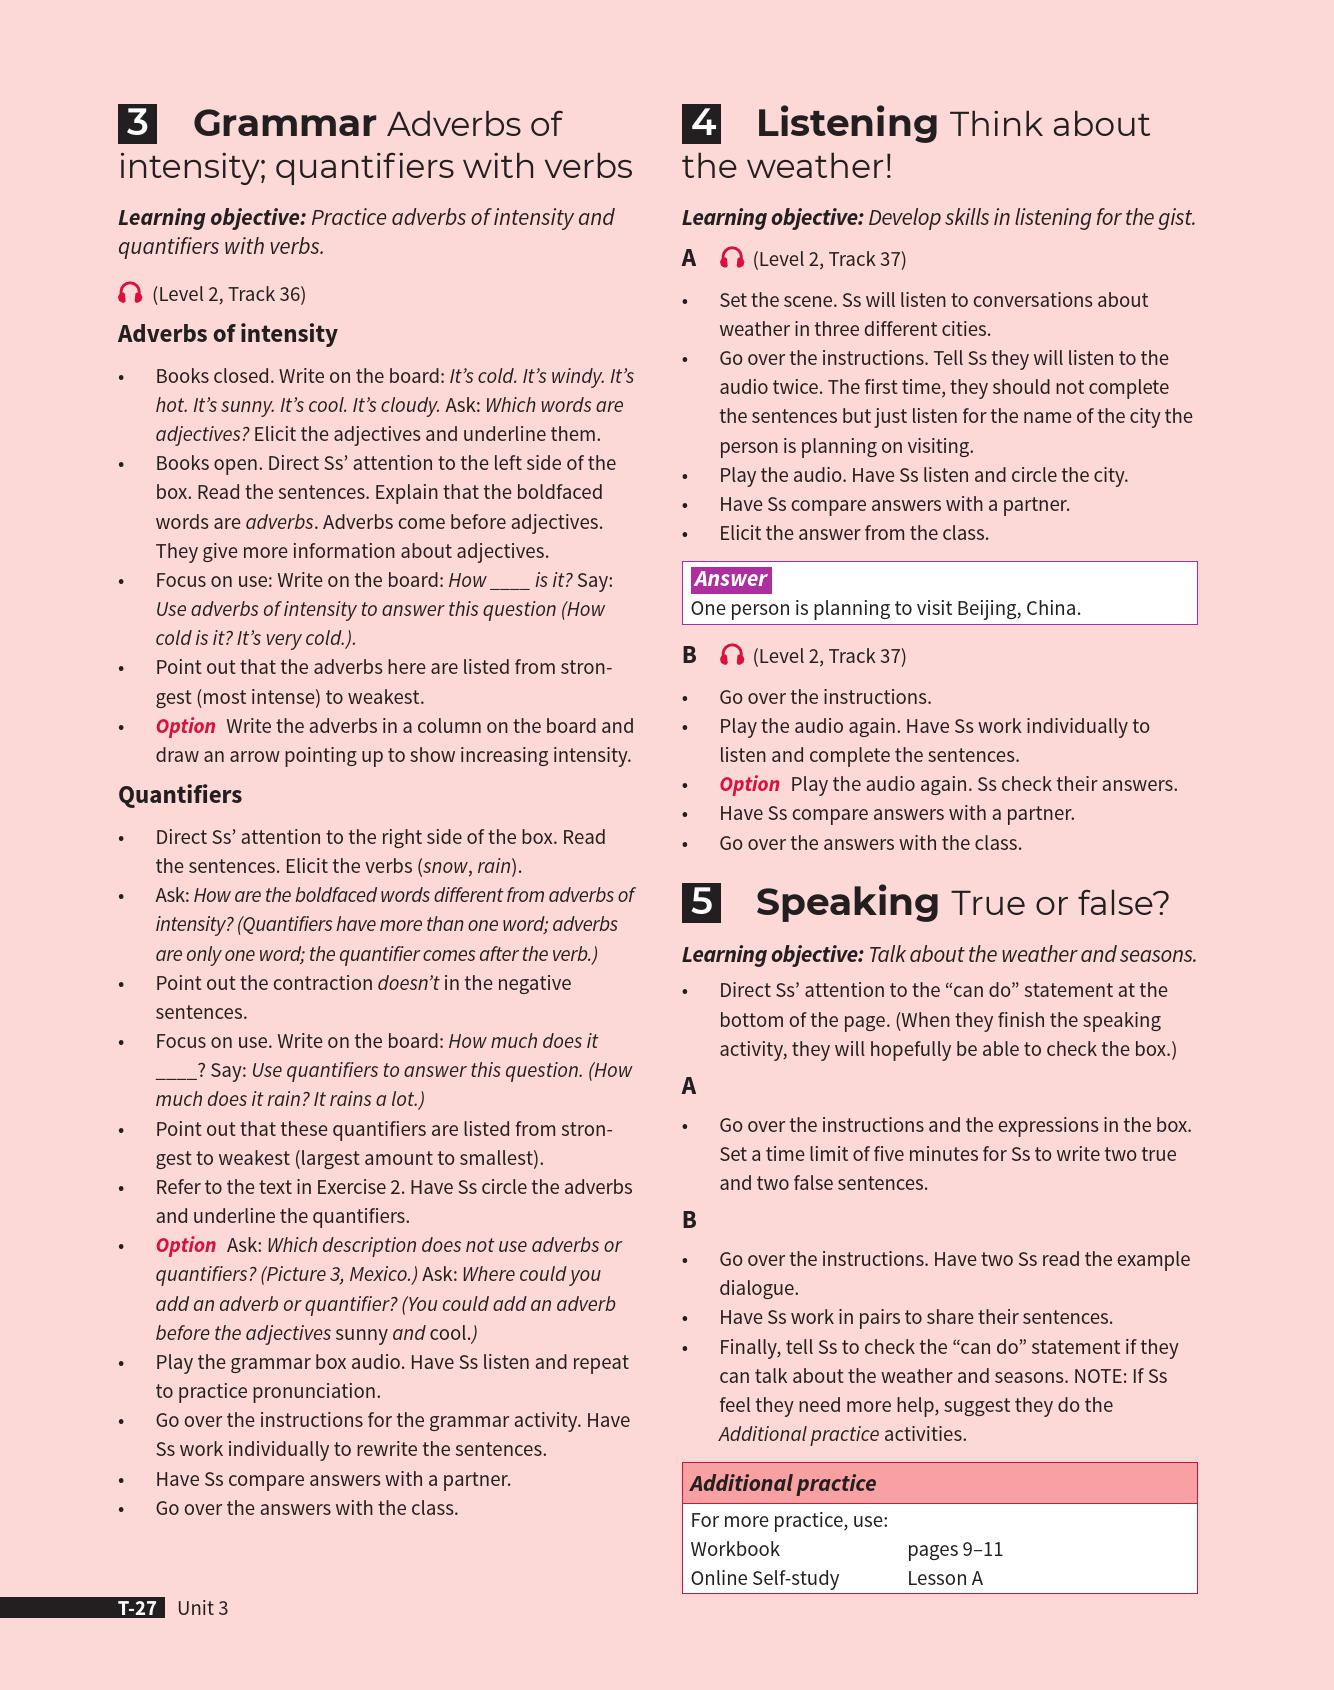 3 Grammar Adverbs of
intensity; quantifiers with verbs
Learning objective: Practice adverbs of intensity and
quantifiers with verbs.
(Level 2, Track 36)
Adverbs of intensity
• Books closed. Write on the board: It’s cold. It’s windy. It’s
hot. It’s sunny. It’s cool. It’s cloudy. Ask: Which words are
adjectives? Elicit the adjectives and underline them.
• Books open. Direct Ss’ attention to the left side of the
box. Read the sentences. Explain that the boldfaced
words are adverbs. Adverbs come before adjectives.
They give more information about adjectives.
• Focus on use: Write on the board: How ____ is it? Say:
Use adverbs of intensity to answer this question (How
cold is it? It’s very cold.).
• Point out that the adverbs here are listed from stron-
gest (most intense) to weakest.
• Option Write the adverbs in a column on the board and
draw an arrow pointing up to show increasing intensity.
Quantifiers
• Direct Ss’ attention to the right side of the box. Read
the sentences. Elicit the verbs (snow, rain).
• Ask: How are the boldfaced words different from adverbs of
intensity? (Quantifiers have more than one word; adverbs
are only one word; the quantifier comes after the verb.)
• Point out the contraction doesn’t in the negative
sentences.
• Focus on use. Write on the board: How much does it
____? Say: Use quantifiers to answer this question. (How
much does it rain? It rains a lot.)
• Point out that these quantifiers are listed from stron-
gest to weakest (largest amount to smallest).
• Refer to the text in Exercise 2. Have Ss circle the adverbs
and underline the quantifiers.
• Option Ask: Which description does not use adverbs or
quantifiers? (Picture 3, Mexico.) Ask: Where could you
add an adverb or quantifier? (You could add an adverb
before the adjectives sunny and cool.)
• Play the grammar box audio. Have Ss listen and repeat
to practice pronunciation.
• Go over the instructions for the grammar activity. Have
Ss work individually to rewrite the sentences.
• Have Ss compare answers with a partner.
• Go over the answers with the class.
4 Listening Think about
the weather!
Learning objective: Develop skills in listening for the gist.
A (Level 2, Track 37)
• Set the scene. Ss will listen to conversations about
weather in three different cities.
• Go over the instructions. Tell Ss they will listen to the
audio twice. The first time, they should not complete
the sentences but just listen for the name of the city the
person is planning on visiting.
• Play the audio. Have Ss listen and circle the city.
• Have Ss compare answers with a partner.
• Elicit the answer from the class.
Answer
One person is planning to visit Beijing, China.
B (Level 2, Track 37)
• Go over the instructions.
• Play the audio again. Have Ss work individually to
listen and complete the sentences.
• Option Play the audio again. Ss check their answers.
• Have Ss compare answers with a partner.
• Go over the answers with the class.
5 Speaking True or false?
Learning objective: Talk about the weather and seasons.
• Direct Ss’ attention to the “can do” statement at the
bottom of the page. (When they finish the speaking
activity, they will hopefully be able to check the box.)
A
• Go over the instructions and the expressions in the box.
Set a time limit of five minutes for Ss to write two true
and two false sentences.
B
• Go over the instructions. Have two Ss read the example
dialogue.
• Have Ss work in pairs to share their sentences.
• Finally, tell Ss to check the “can do” statement if they
can talk about the weather and seasons. NOTE: If Ss
feel they need more help, suggest they do the
Additional practice activities.
Additional practice
For more practice, use:
Workbook pages 9–11
Online Self-study Lesson A
T-27 Unit 3